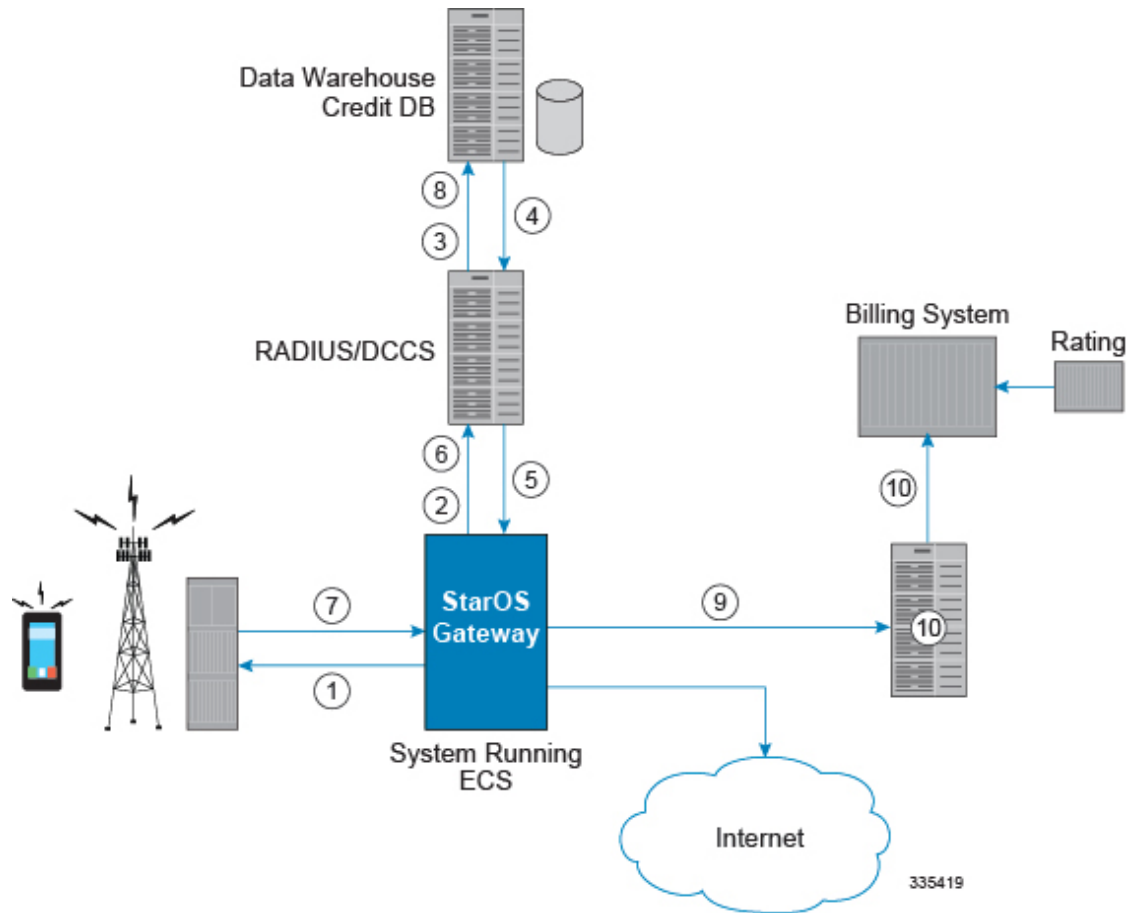 Data Warehouse
Credit DB
8
4
3
RADIUS/DCCS
Billing System
Rating
6
5
2
10
StarOS
Gateway
7
9
10
1
System Running
ECS
Internet
335419